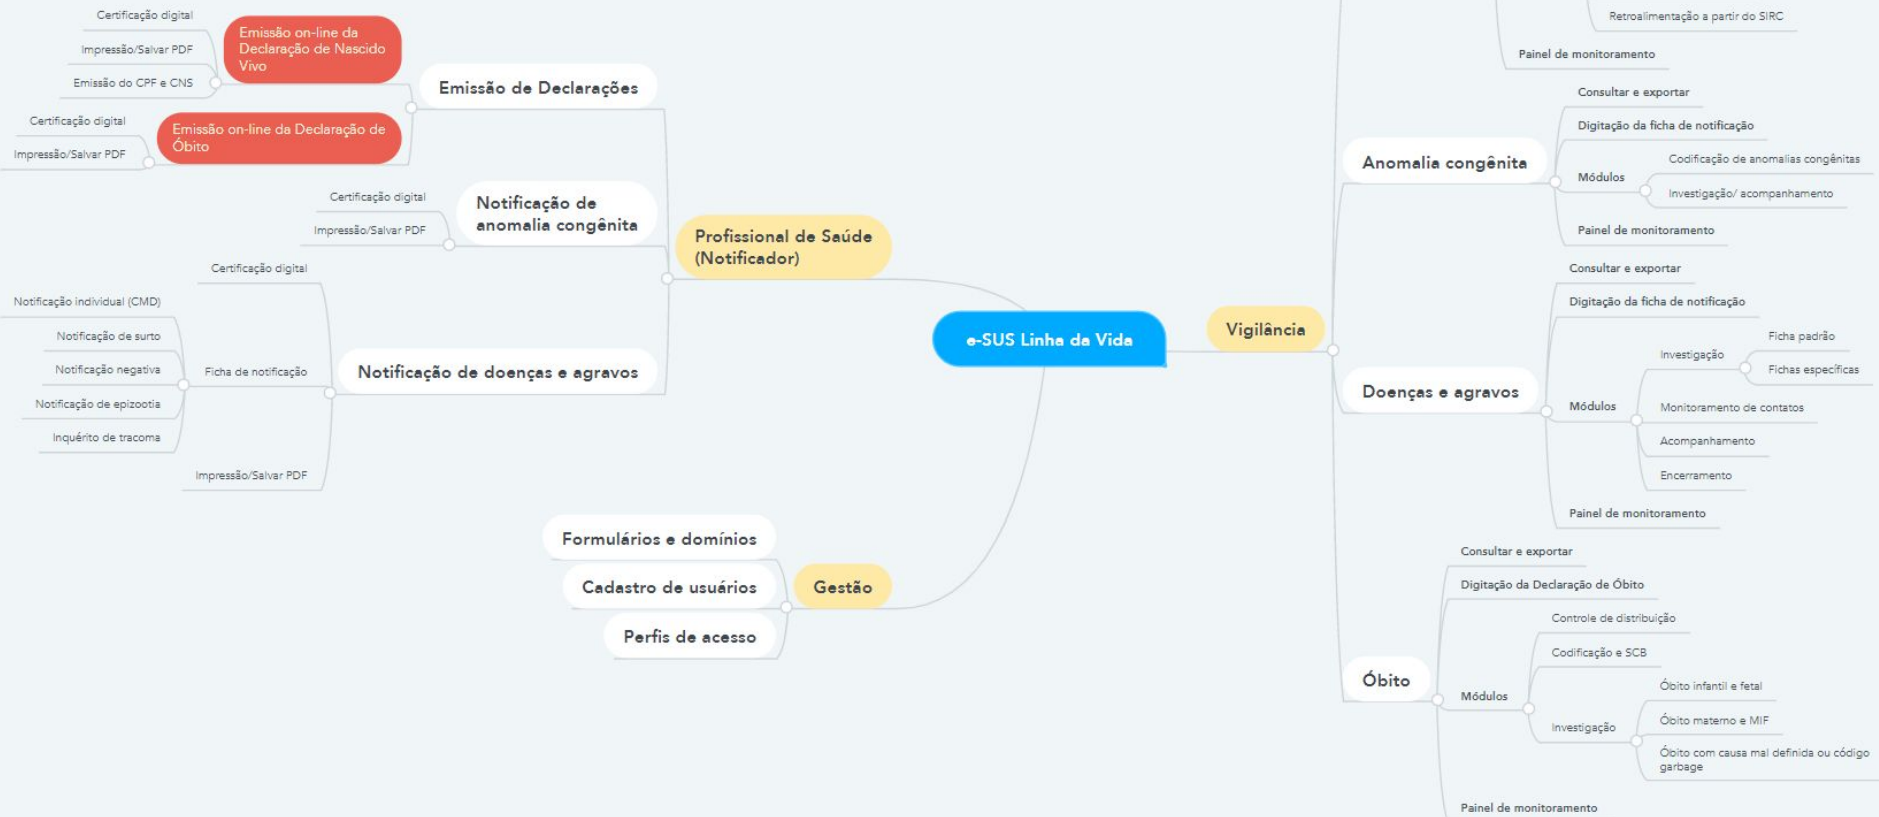 Certificação digital
Impressão/Salvar PDF
Emissão do CPF e CNS
Emissão on-line da
Declaração de Nascido
Vivo
Certificação digital
Impressão/Salvar PDF
Emissão on-line da Declaração de
Óbito
Emissão de Declarações
Certificação digital
Impressão/Salvar PDF
Notificação de
anomalia congênita
Certificação digital
Notificação individual (CMD)
Notificação de surto
Notificação negativa
Notificação de epizootia
Inquérito de tracoma
Ficha de notificação
Impressão/Salvar PDF
Notificação de doenças e agravos
Profissional de Saúde
(Notificador)
Formulários e domínios
Cadastro de usuários
Perfis de acesso
Gestão
e-SUS Linha da Vida
Vigilância
Retroalimentação a partir do SIRC
Painel de monitoramento
Anomalia congênita
Consultar e exportar
Digitação da ficha de notificação
Módulos
Codificação de anomalias congênitas
Investigação/ acompanhamento
Painel de monitoramento
Doenças e agravos
Consultar e exportar
Digitação da ficha de notificação
Módulos
Investigação
Ficha padrão
Fichas específicas
Monitoramento de contatos
Acompanhamento
Encerramento
Painel de monitoramento
Óbito
Consultar e exportar
Digitação da Declaração de Óbito
Módulos
Controle de distribuição
Codificação e SCB
Investigação
Óbito infantil e fetal
Óbito materno e MIF
Óbito com causa mal definida ou código
garbage
Painel de monitoramento